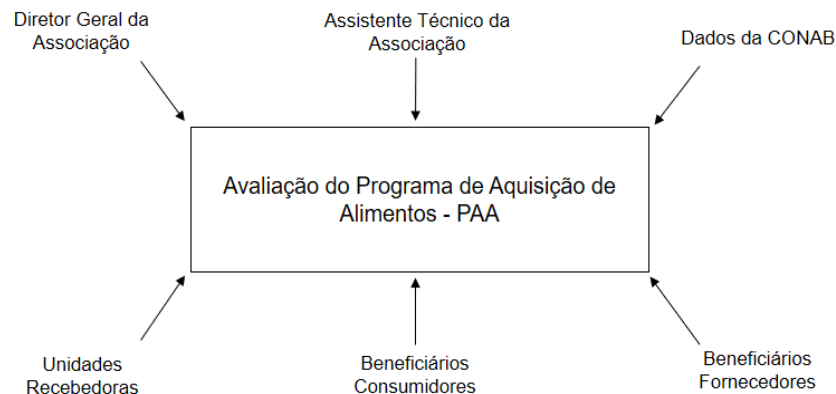 Diretor Geral da
Associação
Assistente Técnico da
Associação
Dados da CONAB
Avaliação do Programa de Aquisição de
Alimentos - PAA
Unidades
Recebedoras
Beneficiários
Consumidores
Beneficiários
Fornecedores